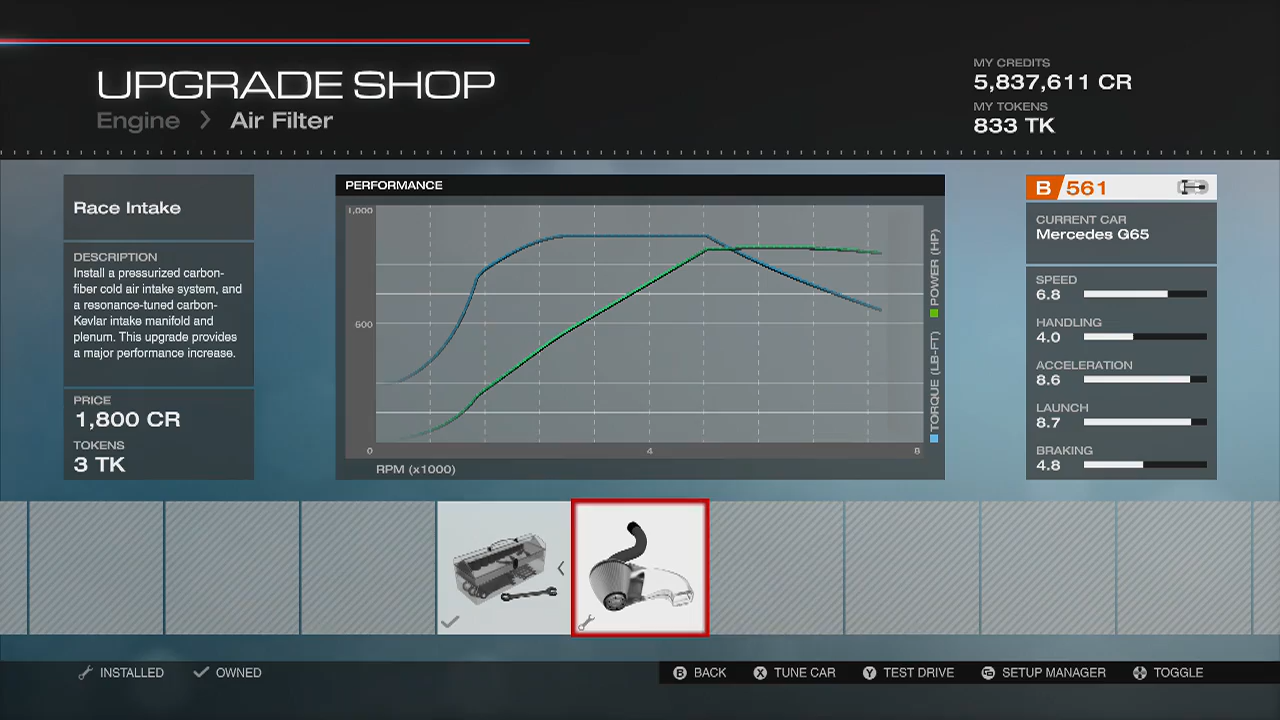 UPGRADE SHOP
Engine > Air Filter
MY CREDITS
5,837,611 CR
MY TOKENS
833 TK
Race Intake
DESCRIPTION
Install a pressurized carbon-
fiber cold air intake system, and
a resonance-tuned carbon-
Kevlar intake manifold and
plenum. This upgrade provides
a major performance increase.
PRICE
1,800 CR
TOKENS
3 TK
PERFORMANCE
1,000
500
0
4
8
RPM (x1000)
POWER (HP)
TORQUE (LB-FT)
B 561
CURRENT CAR
Mercedes G65
SPEED
6.8
HANDLING
4.0
ACCELERATION
8.6
LAUNCH
8.7
BRAKING
4.8
INSTALLED
OWNED
B BACK
X TUNE CAR
Y TEST DRIVE
SETUP MANAGER
TOGGLE